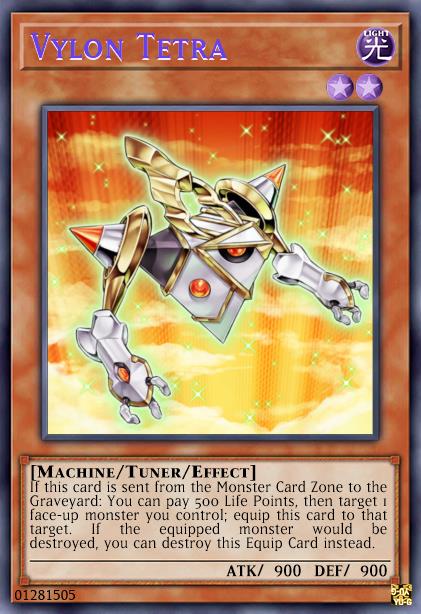 Vylon Tetra
LIGHT
光
[Machine/Tuner/Effect]
If this card is sent from the Monster Card Zone to the
Graveyard: You can pay 500 Life Points, then target 1
face-up monster you control; equip this card to that
target. If the equipped monster would be
destroyed, you can destroy this Equip Card instead.
ATK/ 900 DEF/ 900
01281505